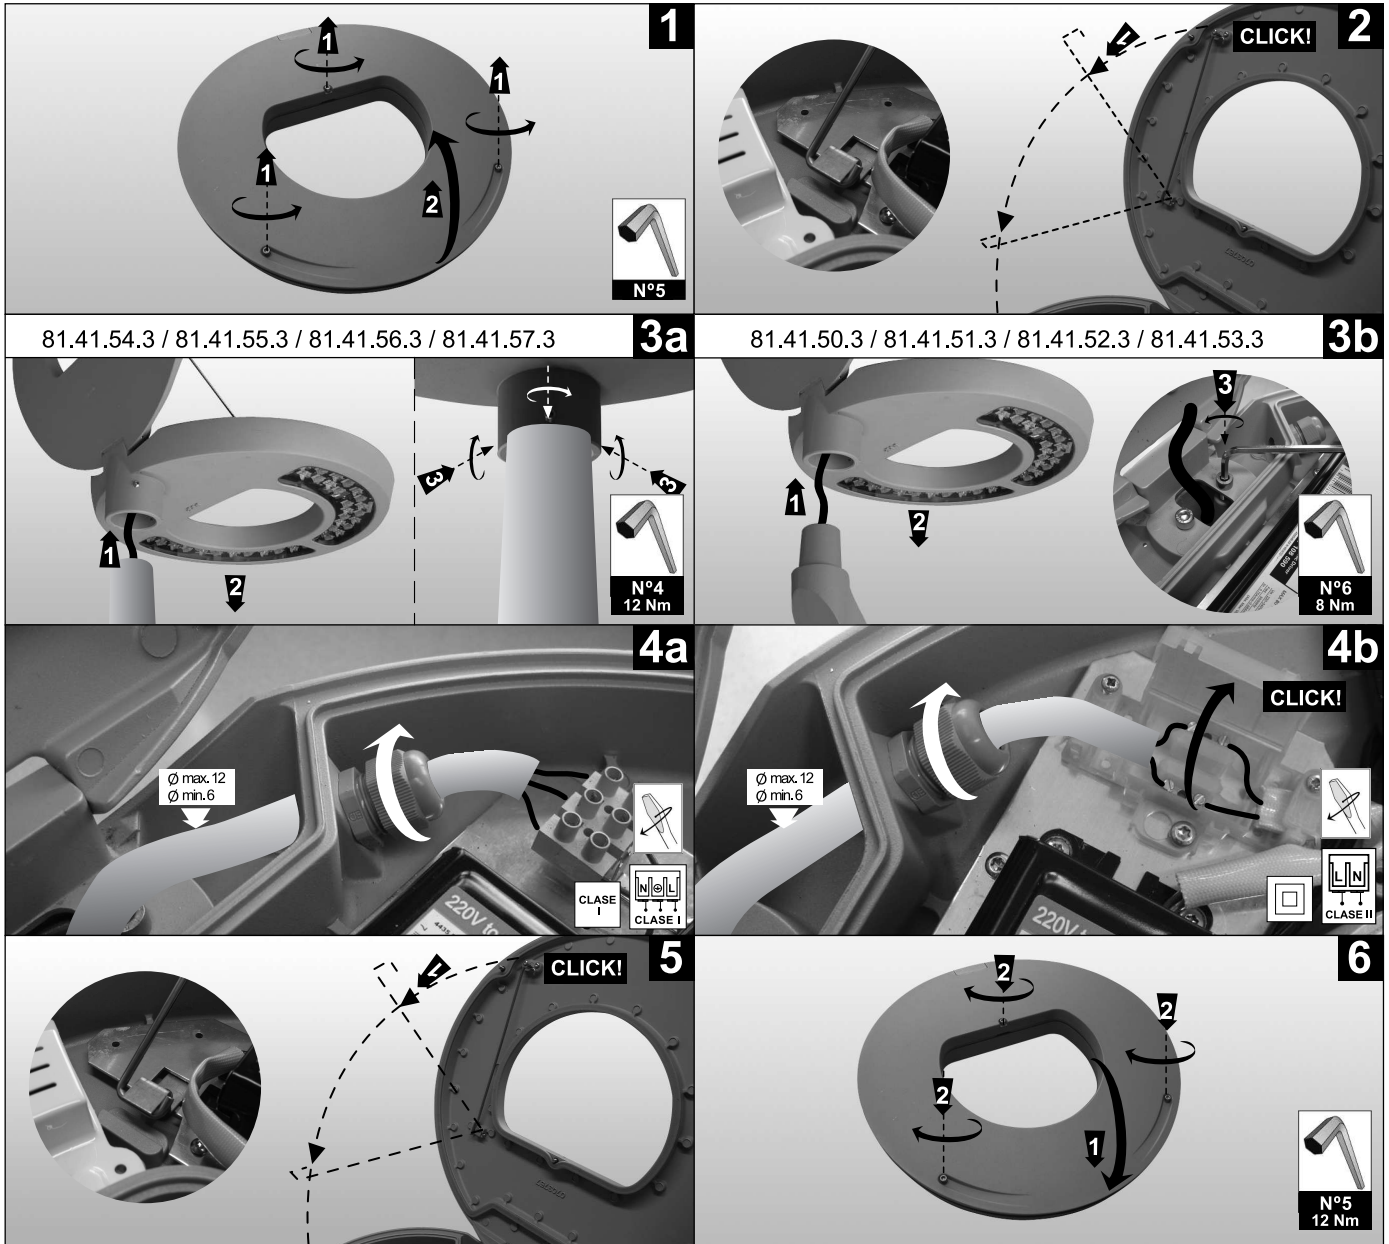 1
1
1
1
2
Nº5
2
1
CLICK!
81.41.54.3 / 81.41.55.3 / 81.41.56.3 / 81.41.57.3
3a
1
2
3
3
Nº4
12 Nm
81.41.50.3 / 81.41.51.3 / 81.41.52.3 / 81.41.53.3
3b
1
2
3
Nº6
8 Nm
4a
Ø max. 12
Ø min. 6
220V to
CLASE
I
N L
CLASE I
4b
CLICK!
Ø max. 12
Ø min. 6
220V
L N
CLASE II
5
1
CLICK!
6
2
2
2
1
Nº5
12 Nm